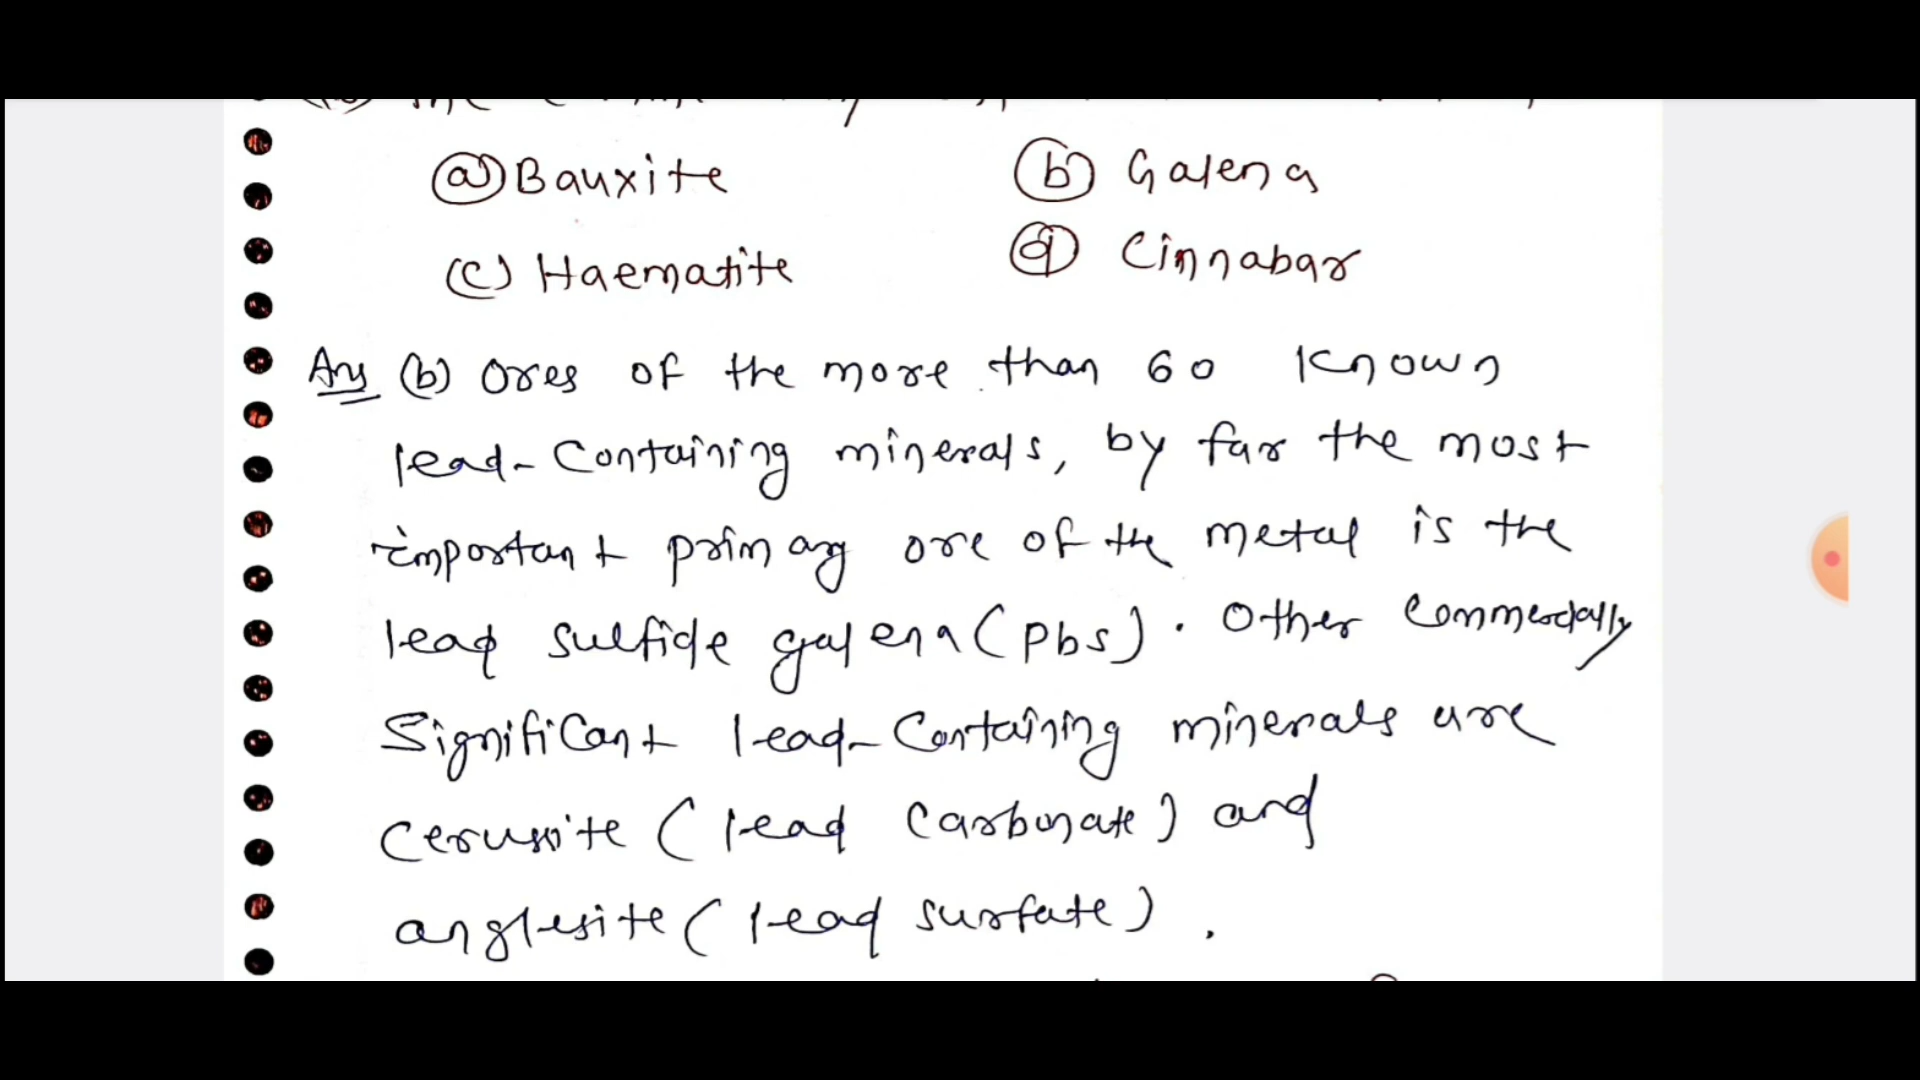 (a) Bauxite (b) Galena
(c) Haematite (d) Cinnabar
Ans (b) Ores of the more than 60 known
lead-containing minerals, by far the most
important primary ore of the metal is the
lead sulfide galena (pbs). Other commercially
Significant lead-containing minerals are
cerussite (lead carbonate) and
anglesite (lead surfate).